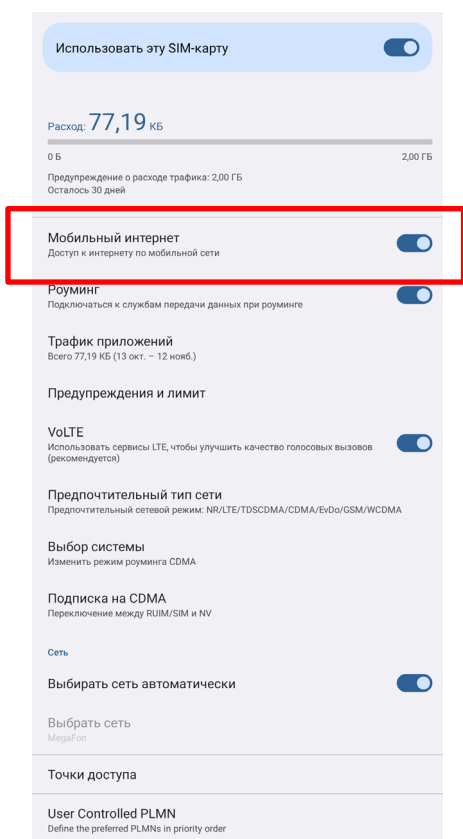 Использовать эту SIM-карту
Расход: 77,19 КБ
0 Б 2,00 ГБ
Предупреждение о расходе трафика: 2,00 ГБ
Осталось 30 дней
Мобильный интернет
Доступ к интернету по мобильной сети
Роуминг
Подключаться к службам передачи данных при роуминге
Трафик приложений
Всего 77,19 КБ (13 окт. – 12 нояб.)
Предупреждения и лимит
VoLTE
Использовать сервисы LTE, чтобы улучшить качество голосовых вызовов
(рекомендуется)
Предпочтительный тип сети
Предпочтительный сетевой режим: NR/LTE/TDSCDMA/CDMA/EvDo/GSM/WCDMA
Выбор системы
Изменить режим роуминга CDMA
Подписка на CDMA
Переключение между RUIM/SIM и NV
Сеть
Выбирать сеть автоматически
Выбрать сеть
MegaFon
Точки доступа
User Controlled PLMN
Define the preferred PLMNs in priority order